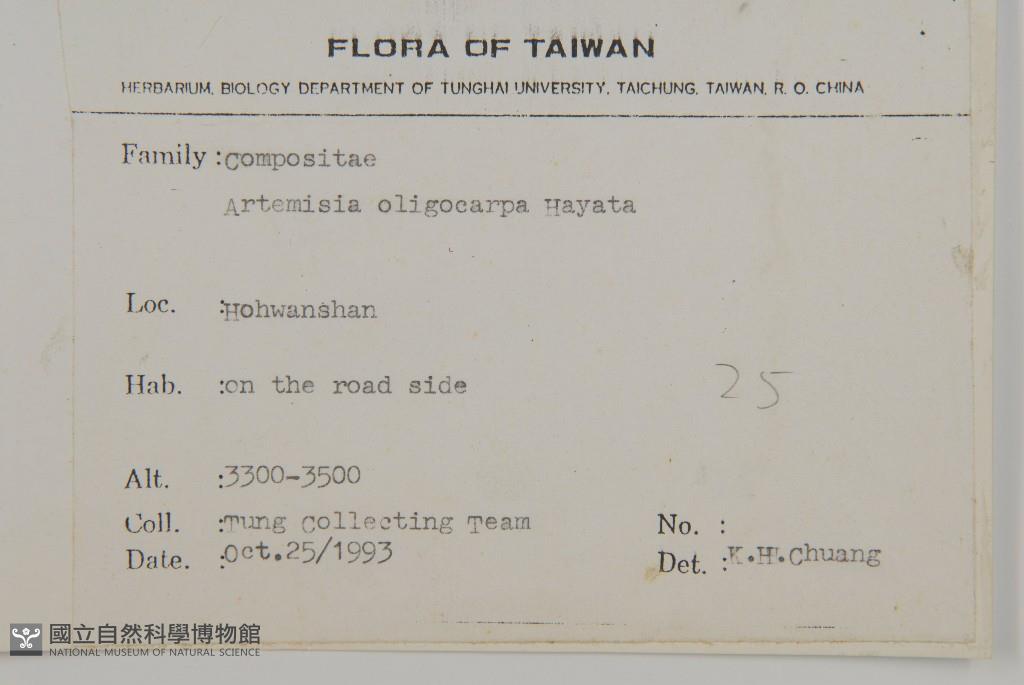 FLORA OF TAIWAN
HERBARIUM, BIOLOGY DEPARTMENT OF TUNGHAI UNIVERSITY, TAICHUNG, TAIWAN, R. O. CHINA
Family :Compositae
Artemisia oligocarpa Hayata
Loc. :Hohwanshan
Hab. :on the road side
25
Alt. :3300-3500
Coll. :Tung Collecting Team No. :
Date. :Oct.25/1993 Det. :K.H.Chuang
國立自然科學博物館
NATIONAL MUSEUM OF NATURAL SCIENCE